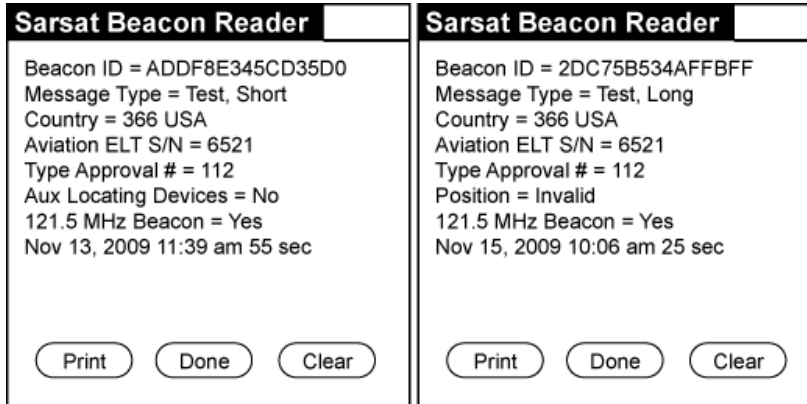 Sarsat Beacon Reader
Beacon ID = ADDF8E345CD35D0
Message Type = Test, Short
Country = 366 USA
Aviation ELT S/N = 6521
Type Approval # = 112
Aux Locating Devices = No
121.5 MHz Beacon = Yes
Nov 13, 2009 11:39 am 55 sec
Print Done Clear
Sarsat Beacon Reader
Beacon ID = 2DC75B534AFFBFF
Message Type = Test, Long
Country = 366 USA
Aviation ELT S/N = 6521
Type Approval # = 112
Position = Invalid
121.5 MHz Beacon = Yes
Nov 15, 2009 10:06 am 25 sec
Print Done Clear